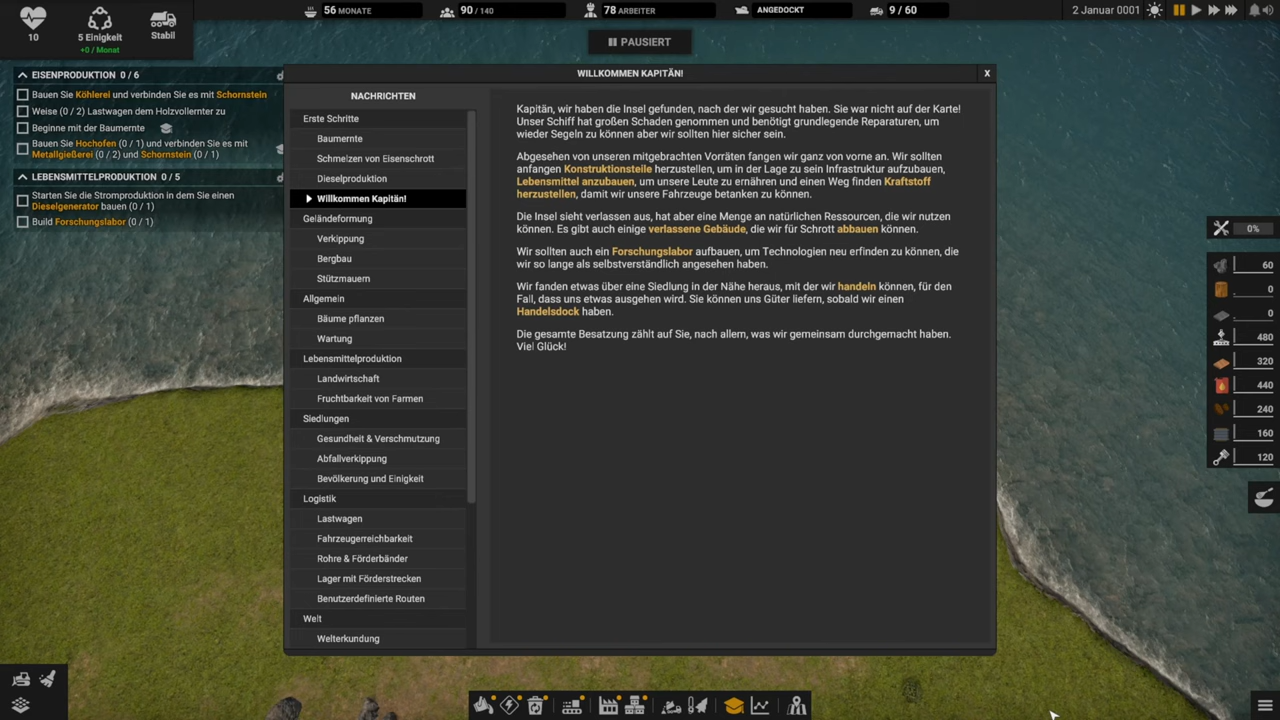 10
5 Einigkeit
+0 / Monat
Stabil
56 MONATE
90 / 140
78 ARBEITER
ANGEDOCKT
9 / 60
2 Januar 0001
PAUSIERT
EISENPRODUKTION 0 / 6
Bauen Sie Köhlerei und verbinden Sie es mit Schornstein
Weise (0 / 2) Lastwagen dem Holzvollernter zu
Beginne mit der Baumernte
Bauen Sie Hochofen (0 / 1) und verbinden Sie es mit
Metallgießerei (0 / 2) und Schornstein (0 / 1)
LEBENSMITTELPRODUKTION 0 / 5
Starten Sie die Stromproduktion in dem Sie einen
Dieselgenerator bauen (0 / 1)
Build Forschungslabor (0 / 1)
WILLKOMMEN KAPITÄN!
X
NACHRICHTEN
Erste Schritte
Baumernte
Schmelzen von Eisenschrott
Dieselproduktion
Willkommen Kapitän!
Geländeformung
Verkippung
Bergbau
Stützmauern
Allgemein
Bäume pflanzen
Wartung
Lebensmittelproduktion
Landwirtschaft
Fruchtbarkeit von Farmen
Siedlungen
Gesundheit & Verschmutzung
Abfallverkippung
Bevölkerung und Einigkeit
Logistik
Lastwagen
Fahrzeugerreichbarkeit
Rohre & Förderbänder
Lager mit Förderstrecken
Benutzerdefinierte Routen
Welt
Welterkundung
Kapitän, wir haben die Insel gefunden, nach der wir gesucht haben. Sie war nicht auf der Karte!
Unser Schiff hat großen Schaden genommen und benötigt grundlegende Reparaturen, um
wieder Segeln zu können aber wir sollten hier sicher sein.
Abgesehen von unseren mitgebrachten Vorräten fangen wir ganz von vorne an. Wir sollten
anfangen Konstruktionsteile herzustellen, um in der Lage zu sein Infrastruktur aufzubauen,
Lebensmittel anzubauen, um unsere Leute zu ernähren und einen Weg finden Kraftstoff
herzustellen, damit wir unsere Fahrzeuge betanken zu können.
Die Insel sieht verlassen aus, hat aber eine Menge an natürlichen Ressourcen, die wir nutzen
können. Es gibt auch einige verlassene Gebäude, die wir für Schrott abbauen können.
Wir sollten auch ein Forschungslabor aufbauen, um Technologien neu erfinden zu können, die
wir so lange als selbstverständlich angesehen haben.
Wir fanden etwas über eine Siedlung in der Nähe heraus, mit der wir handeln können, für den
Fall, dass uns etwas ausgehen wird. Sie können uns Güter liefern, sobald wir einen
Handelsdock haben.
Die gesamte Besatzung zählt auf Sie, nach allem, was wir gemeinsam durchgemacht haben.
Viel Glück!
0%
60
0
0
480
320
440
240
160
120